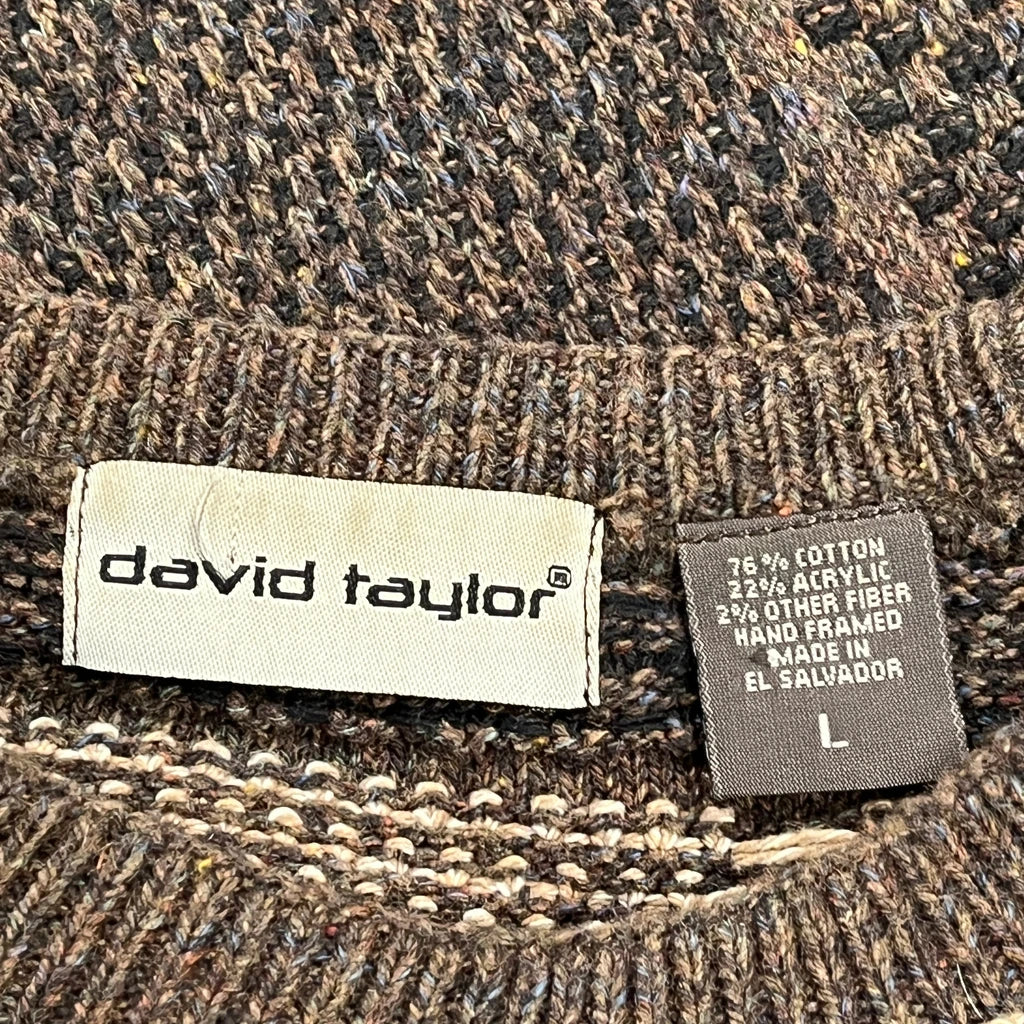 david taylor®
76% COTTON
22% ACRYLIC
2% OTHER FIBER
HAND FRAMED
MADE IN
EL SALVADOR
L